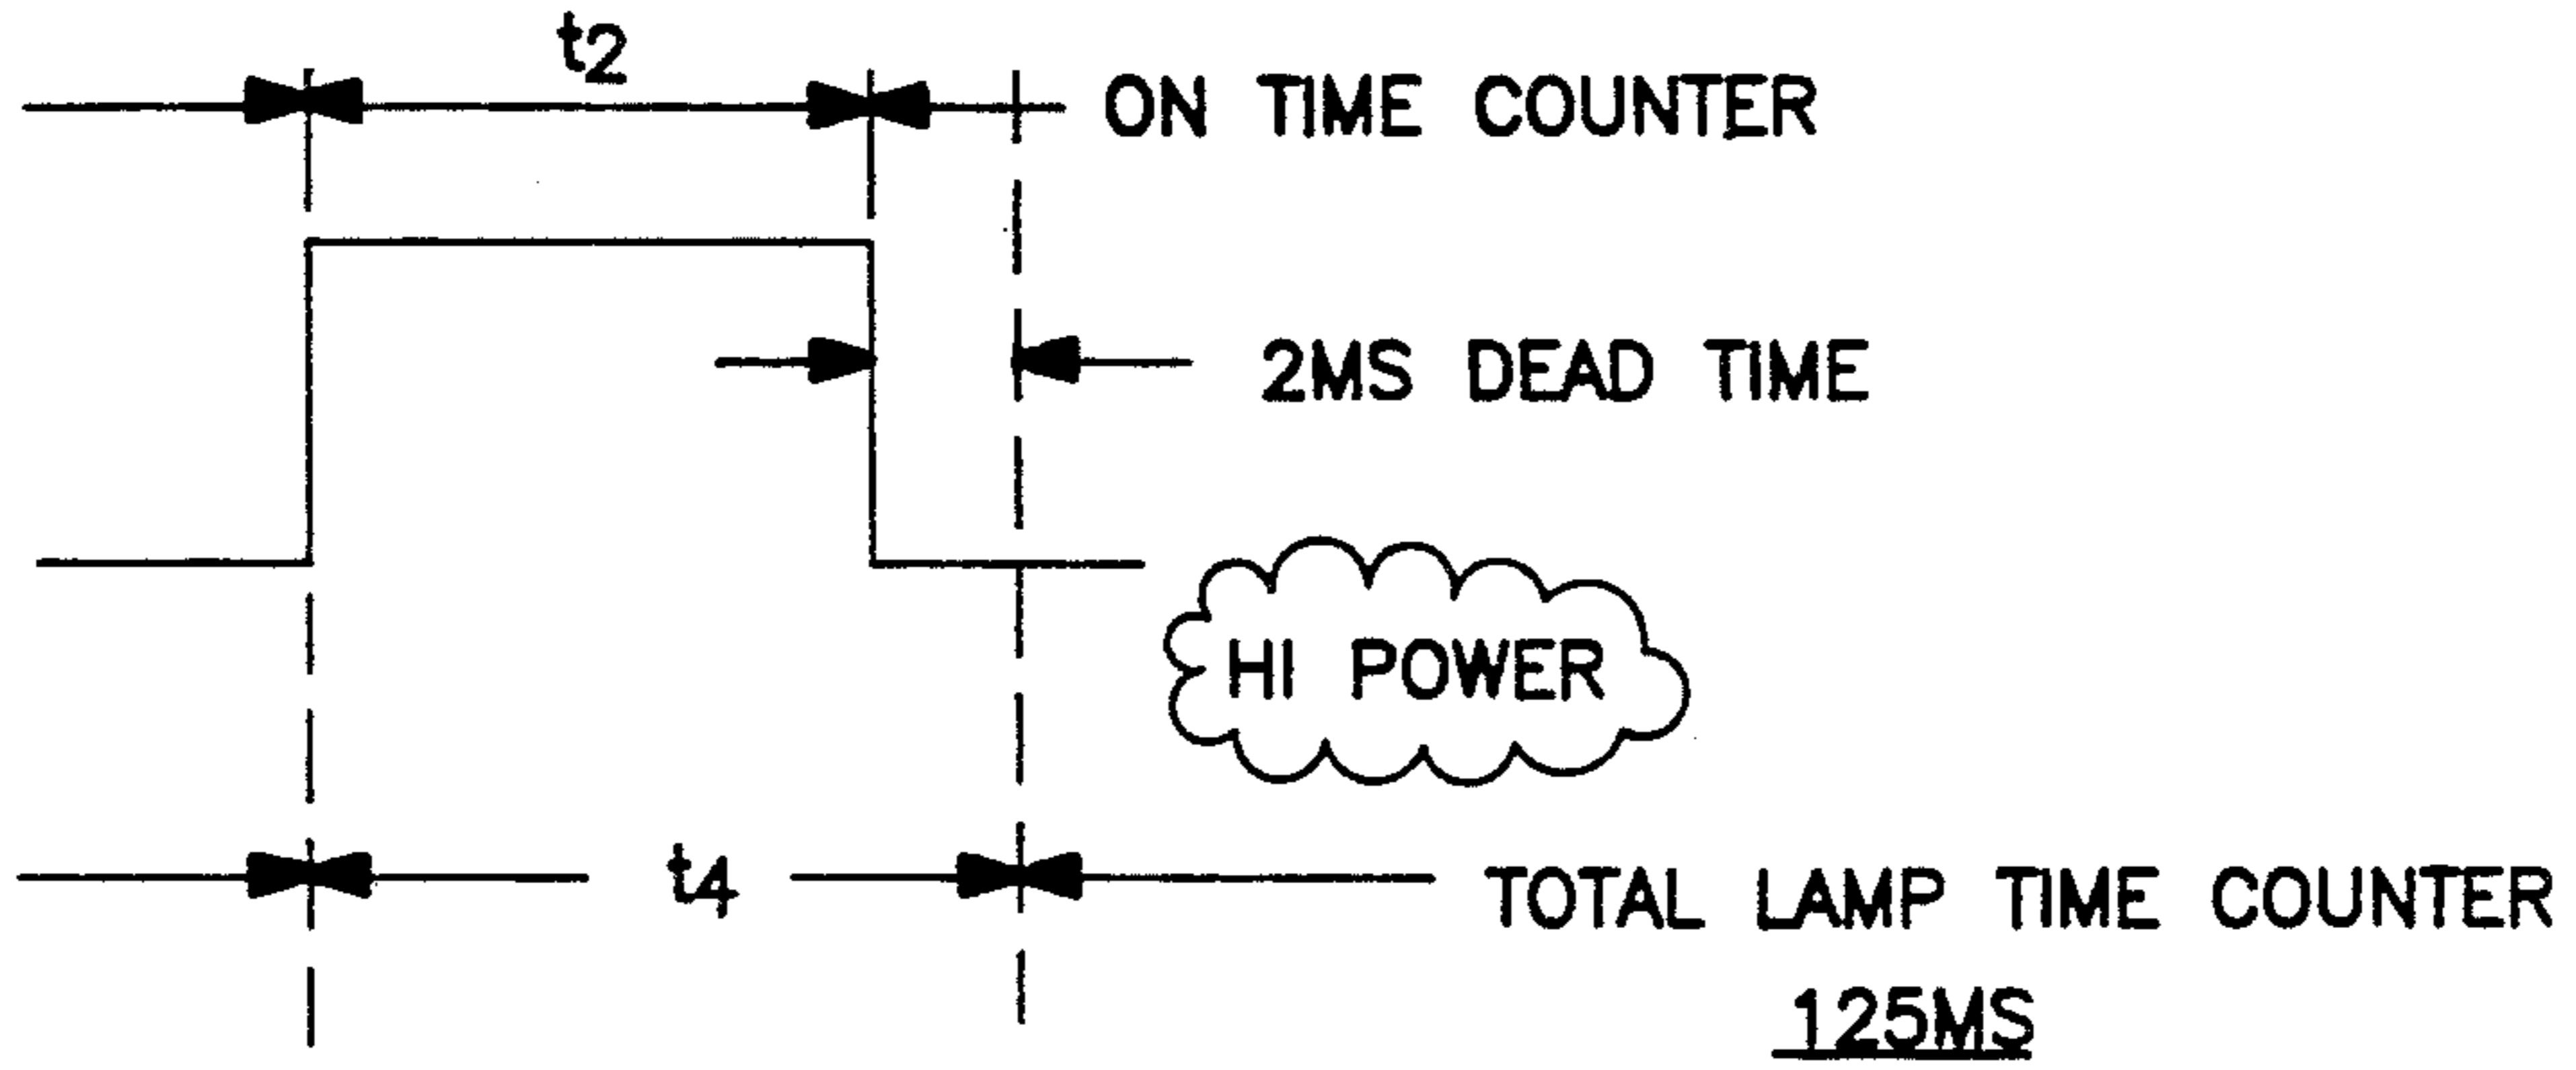 t2
ON TIME COUNTER
2MS DEAD TIME
HI POWER
t4
TOTAL LAMP TIME COUNTER
125MS